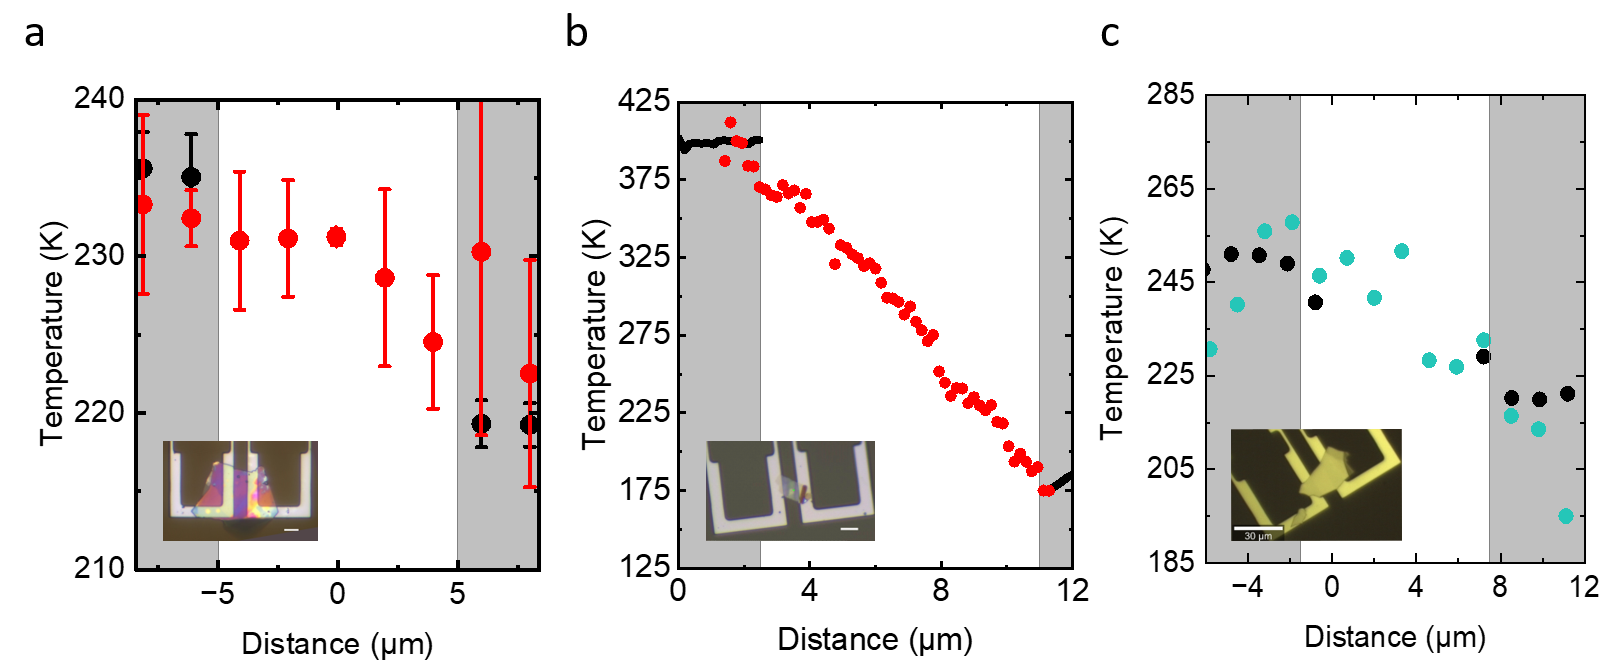 a
b
c
240
230
220
210
Temperature (K)
−5
0
5
Distance (µm)
425
375
325
275
225
175
125
Temperature (K)
0
4
8
12
Distance (µm)
285
265
245
225
205
185
Temperature (K)
30 µm
−4
0
4
8
12
Distance (µm)